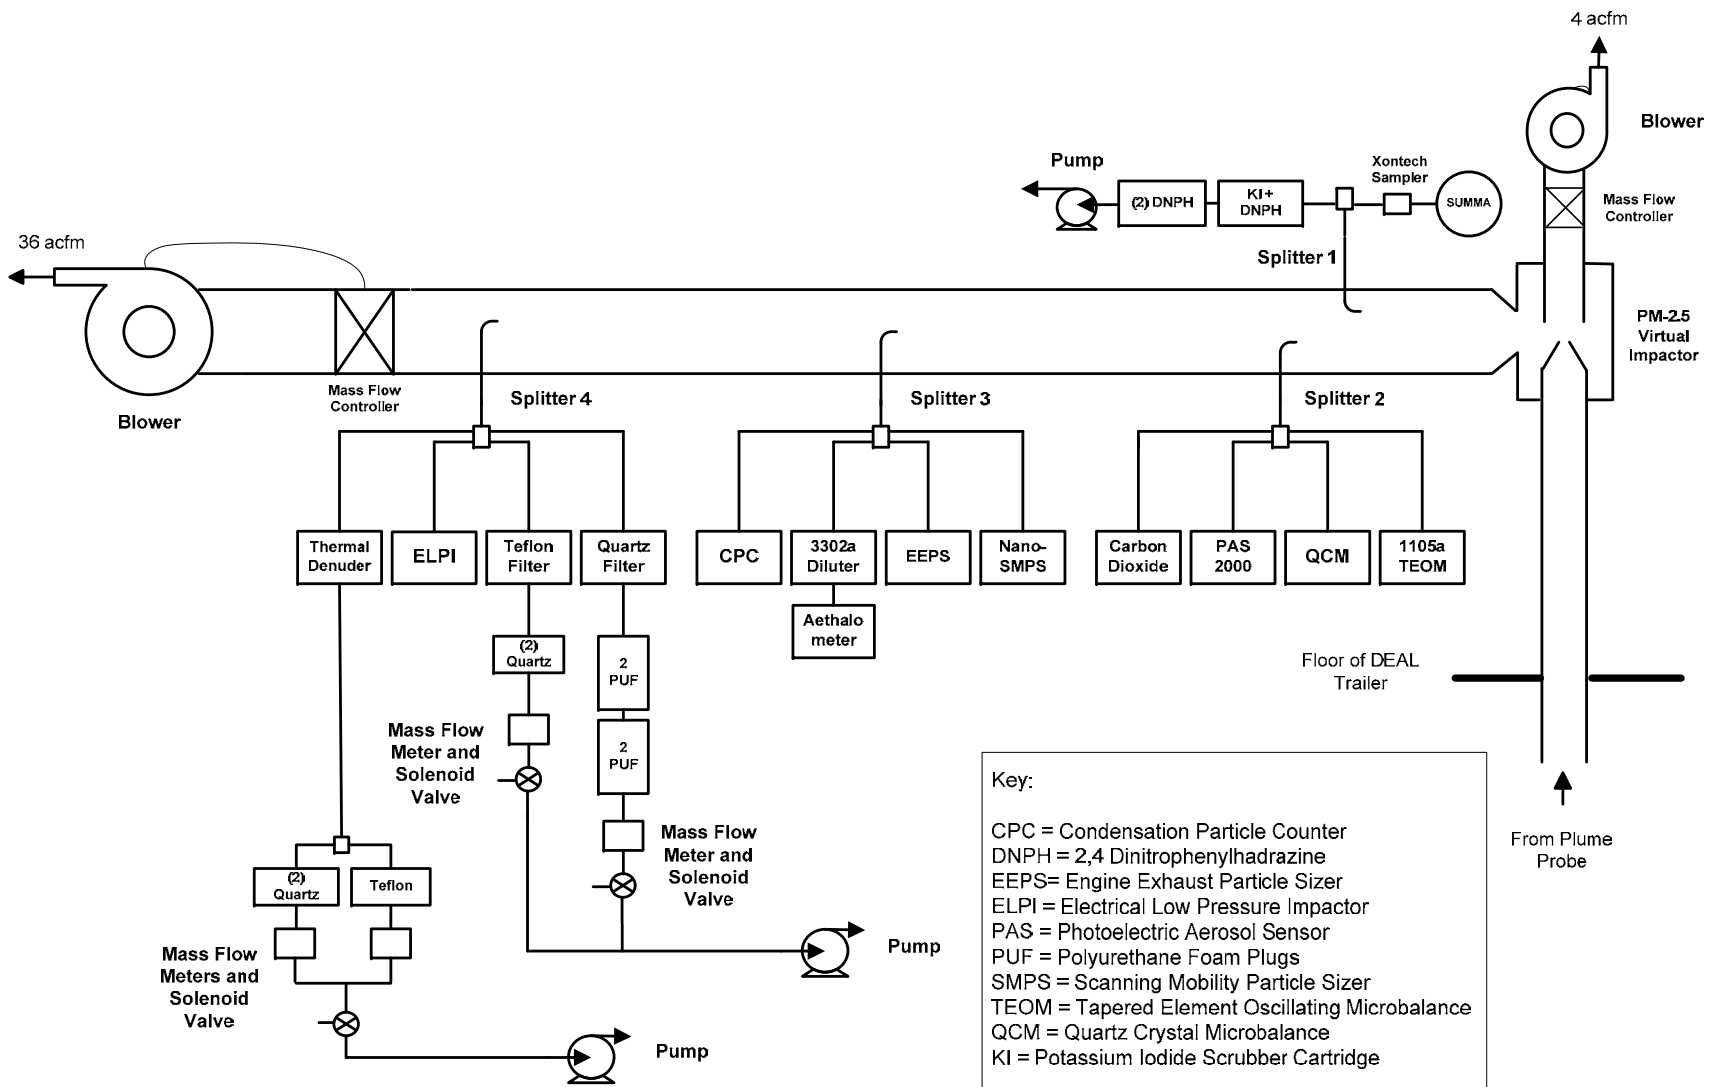 4 acfm
Blower
Mass Flow
Controller
Xontech
Sampler
SUMMA
Pump
(2) DNPH
KI +
DNPH
Splitter 1
36 acfm
Blower
Mass Flow
Controller
PM-2.5
Virtual
Impactor
Splitter 4
Splitter 3
Splitter 2
Thermal
Denuder
ELPI
Teflon
Filter
Quartz
Filter
CPC
3302a
Diluter
EEPS
Nano-
SMPS
Carbon
Dioxide
PAS
2000
QCM
1105a
TEOM
Aethalo
meter
(2)
Quartz
2
PUF
2
PUF
Mass Flow
Meter and
Solenoid
Valve
Mass Flow
Meter and
Solenoid
Valve
Floor of DEAL
Trailer
From Plume
Probe
(2)
Quartz
Teflon
Mass Flow
Meters and
Solenoid
Valve
Pump
Pump
Key:
CPC = Condensation Particle Counter
DNPH = 2,4 Dinitrophenylhadrazine
EEPS= Engine Exhaust Particle Sizer
ELPI = Electrical Low Pressure Impactor
PAS = Photoelectric Aerosol Sensor
PUF = Polyurethane Foam Plugs
SMPS = Scanning Mobility Particle Sizer
TEOM = Tapered Element Oscillating Microbalance
QCM = Quartz Crystal Microbalance
KI = Potassium Iodide Scrubber Cartridge